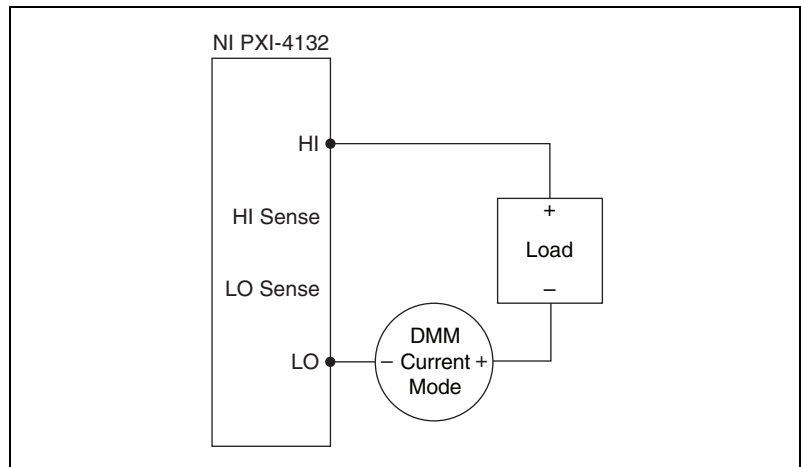 NI PXI-4132
HI
HI Sense
LO Sense
LO
+
Load
–
DMM
– Current +
Mode